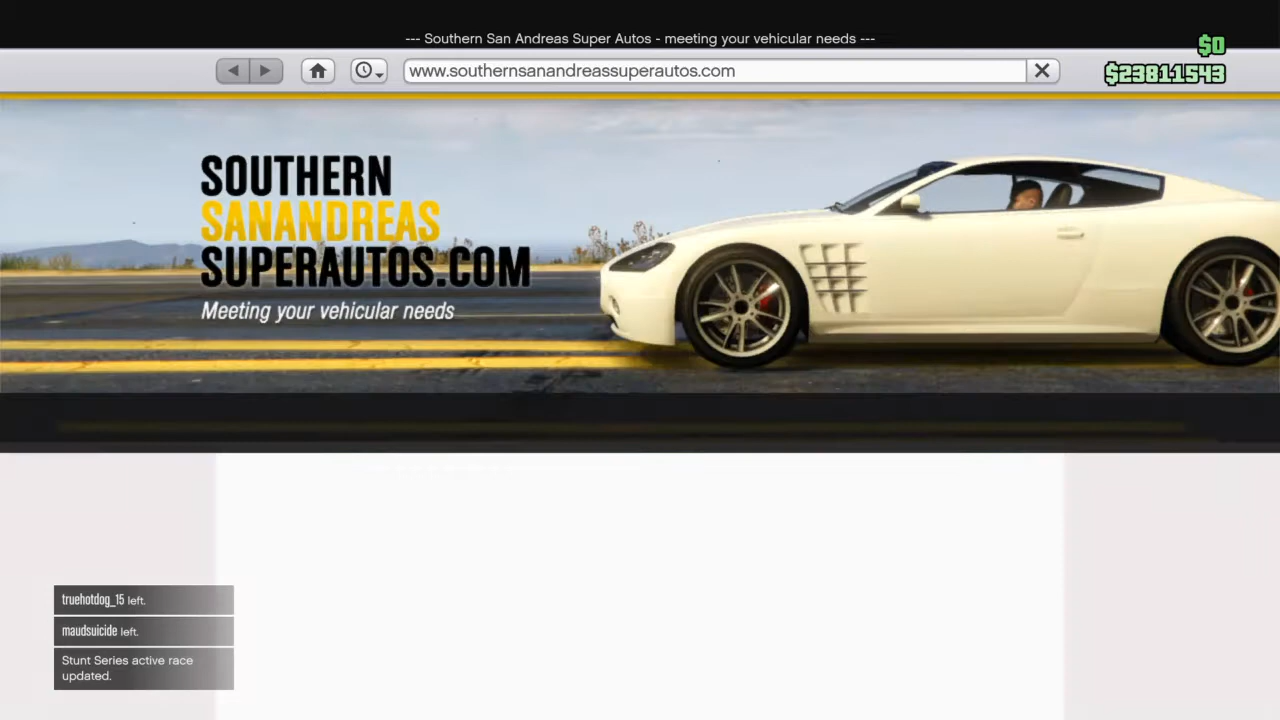 --- Southern San Andreas Super Autos - meeting your vehicular needs ---
$0
www.southernsanandreassuperautos.com
$23811543
SOUTHERN
SANANDREAS
SUPERAUTOS.COM
Meeting your vehicular needs
truehotdog_15 left.
maudsuicide left.
Stunt Series active race
updated.